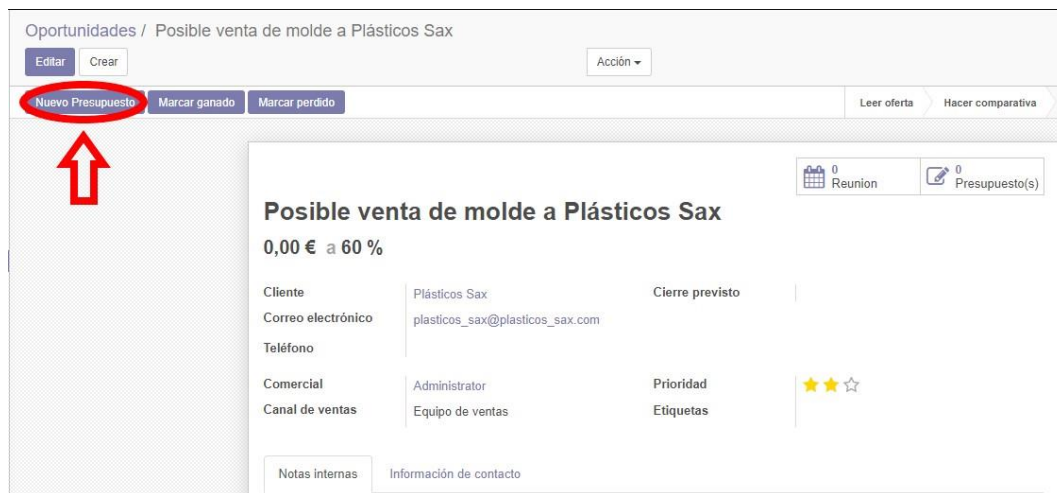 Oportunidades / Posible venta de molde a Plásticos Sax
Editar Crear Acción
Nuevo Presupuesto Marcar ganado Marcar perdido Leer oferta Hacer comparativa
0 Reunion 0 Presupuesto(s)
Posible venta de molde a Plásticos Sax
0,00 € a 60 %
Cliente Plásticos Sax Cierre previsto
Correo electrónico plasticos_sax@plasticos_sax.com
Teléfono
Comercial Administrator Prioridad
Canal de ventas Equipo de ventas Etiquetas
Notas internas Información de contacto